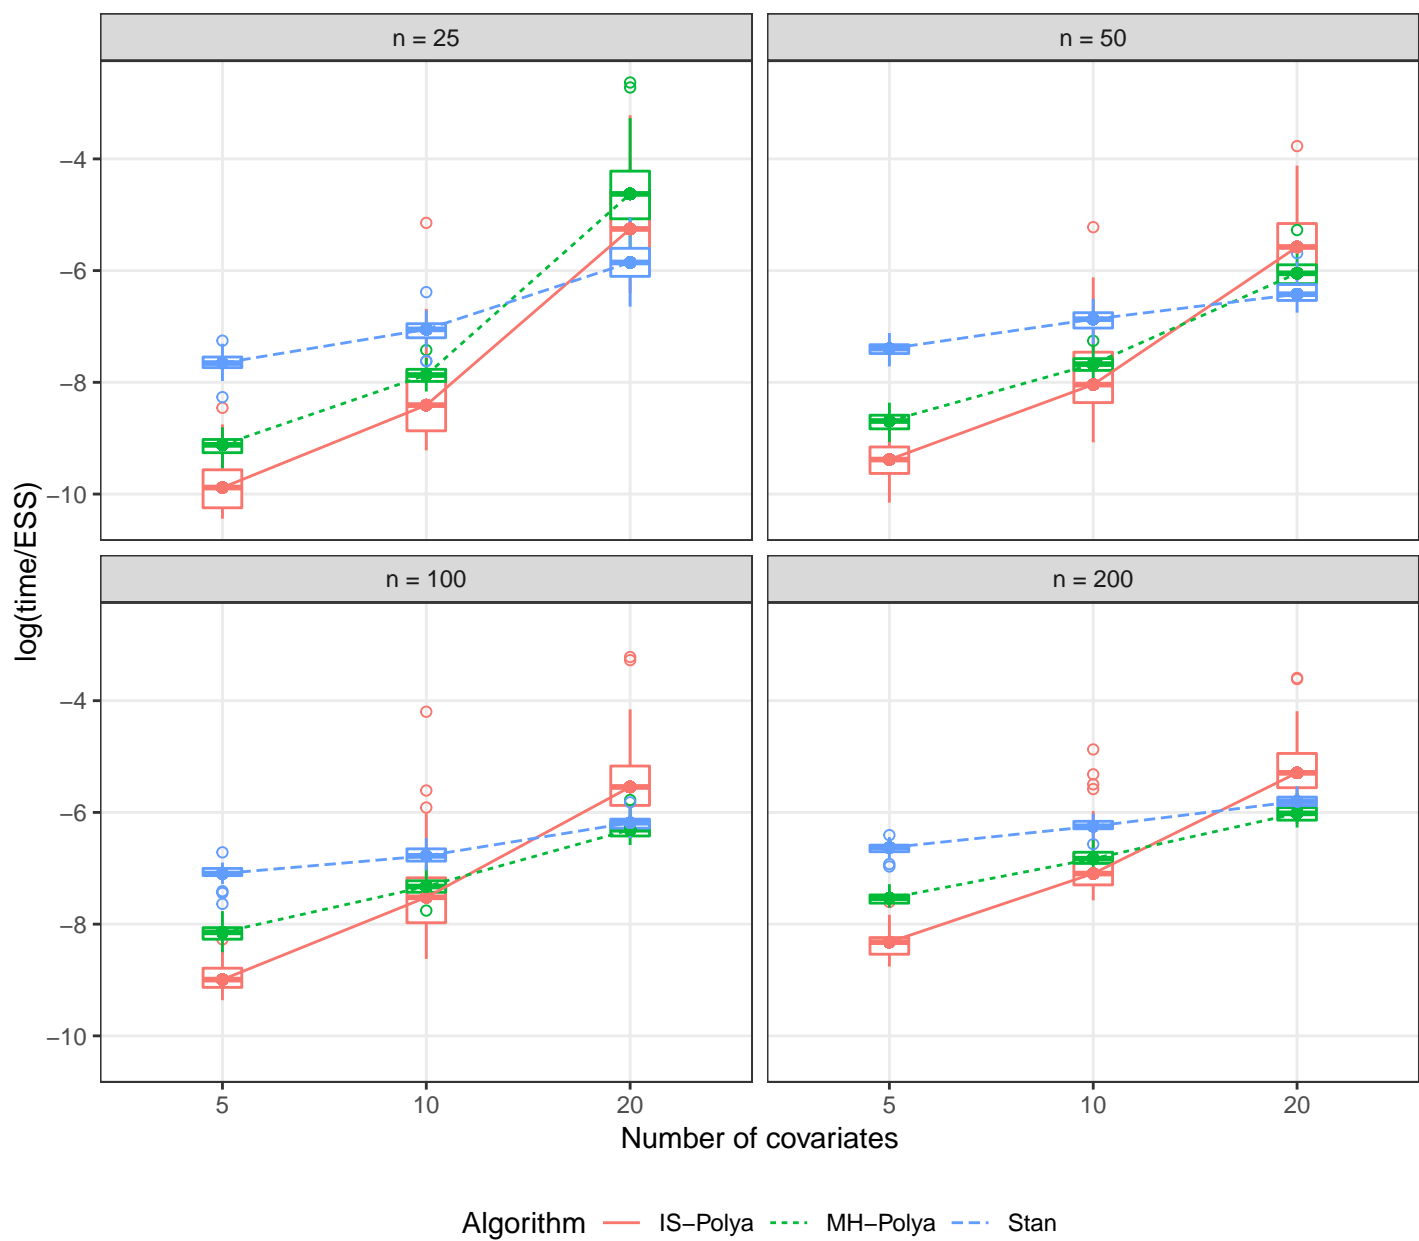 n = 25
n = 50
−4
−6
−8
−10
n = 100
n = 200
−4
−6
−8
−10
log(time/ESS)
5
10
20
5
10
20
Number of covariates
Algorithm
IS−Polya
MH−Polya
Stan